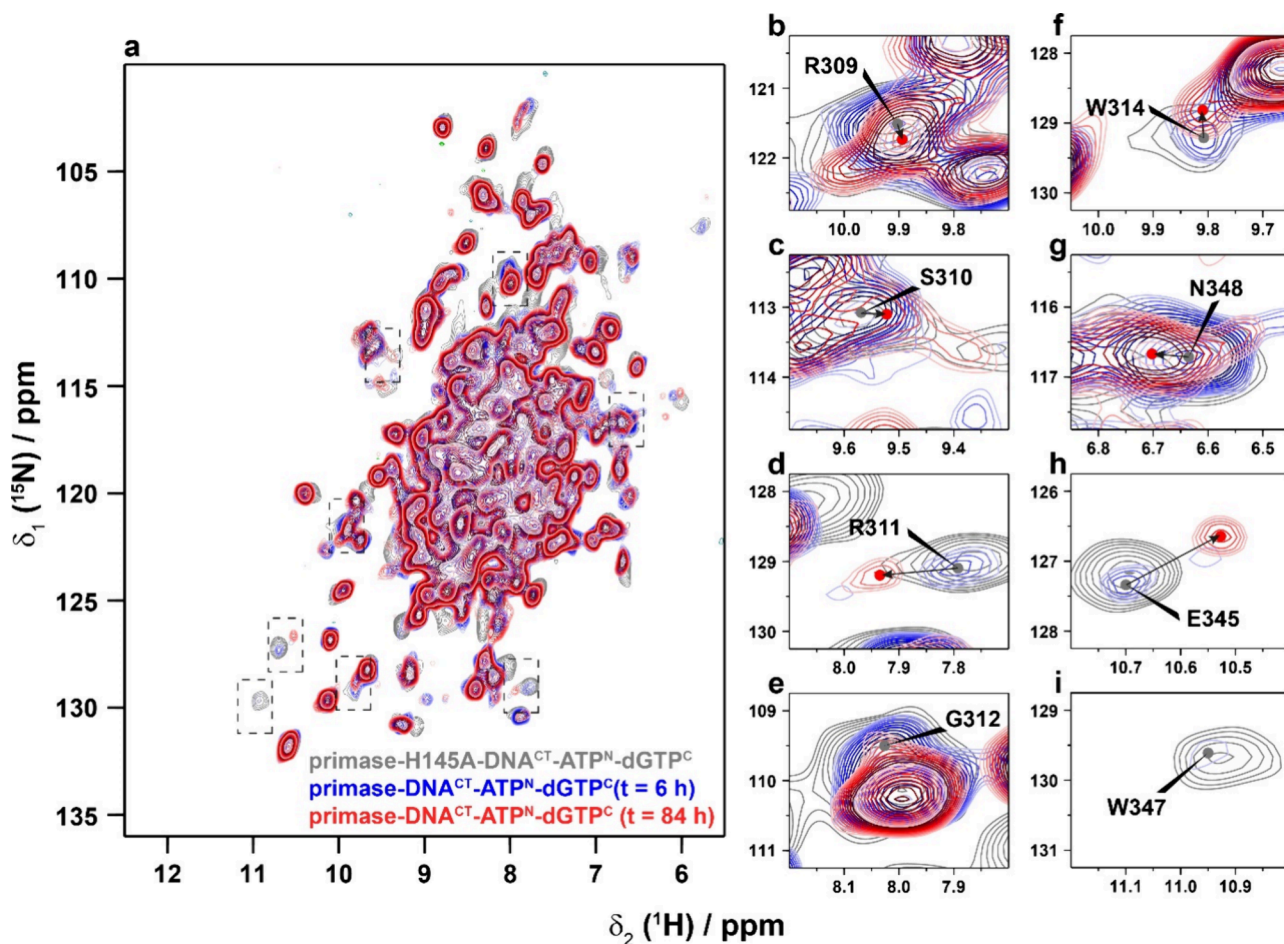 a
105
110
115
120
125
130
135
δ₁ (¹⁵N) / ppm
12 11 10 9 8 7 6
δ₂ (¹H) / ppm
primase-H145A-DNAᶜᵀ-ATPᴺ-dGTPᶜ
primase-DNAᶜᵀ-ATPᴺ-dGTPᶜ(t = 6 h)
primase-DNAᶜᵀ-ATPᴺ-dGTPᶜ (t = 84 h)
b
R309
121
122
10.0 9.9 9.8
c
S310
113
114
9.6 9.5 9.4
d
R311
128
129
130
8.0 7.9 7.8
e
G312
109
110
111
8.1 8.0 7.9
f
W314
128
129
130
10.0 9.9 9.8 9.7
g
N348
116
117
6.8 6.7 6.6 6.5
h
E345
126
127
128
10.7 10.6 10.5
i
W347
129
130
131
11.1 11.0 10.9